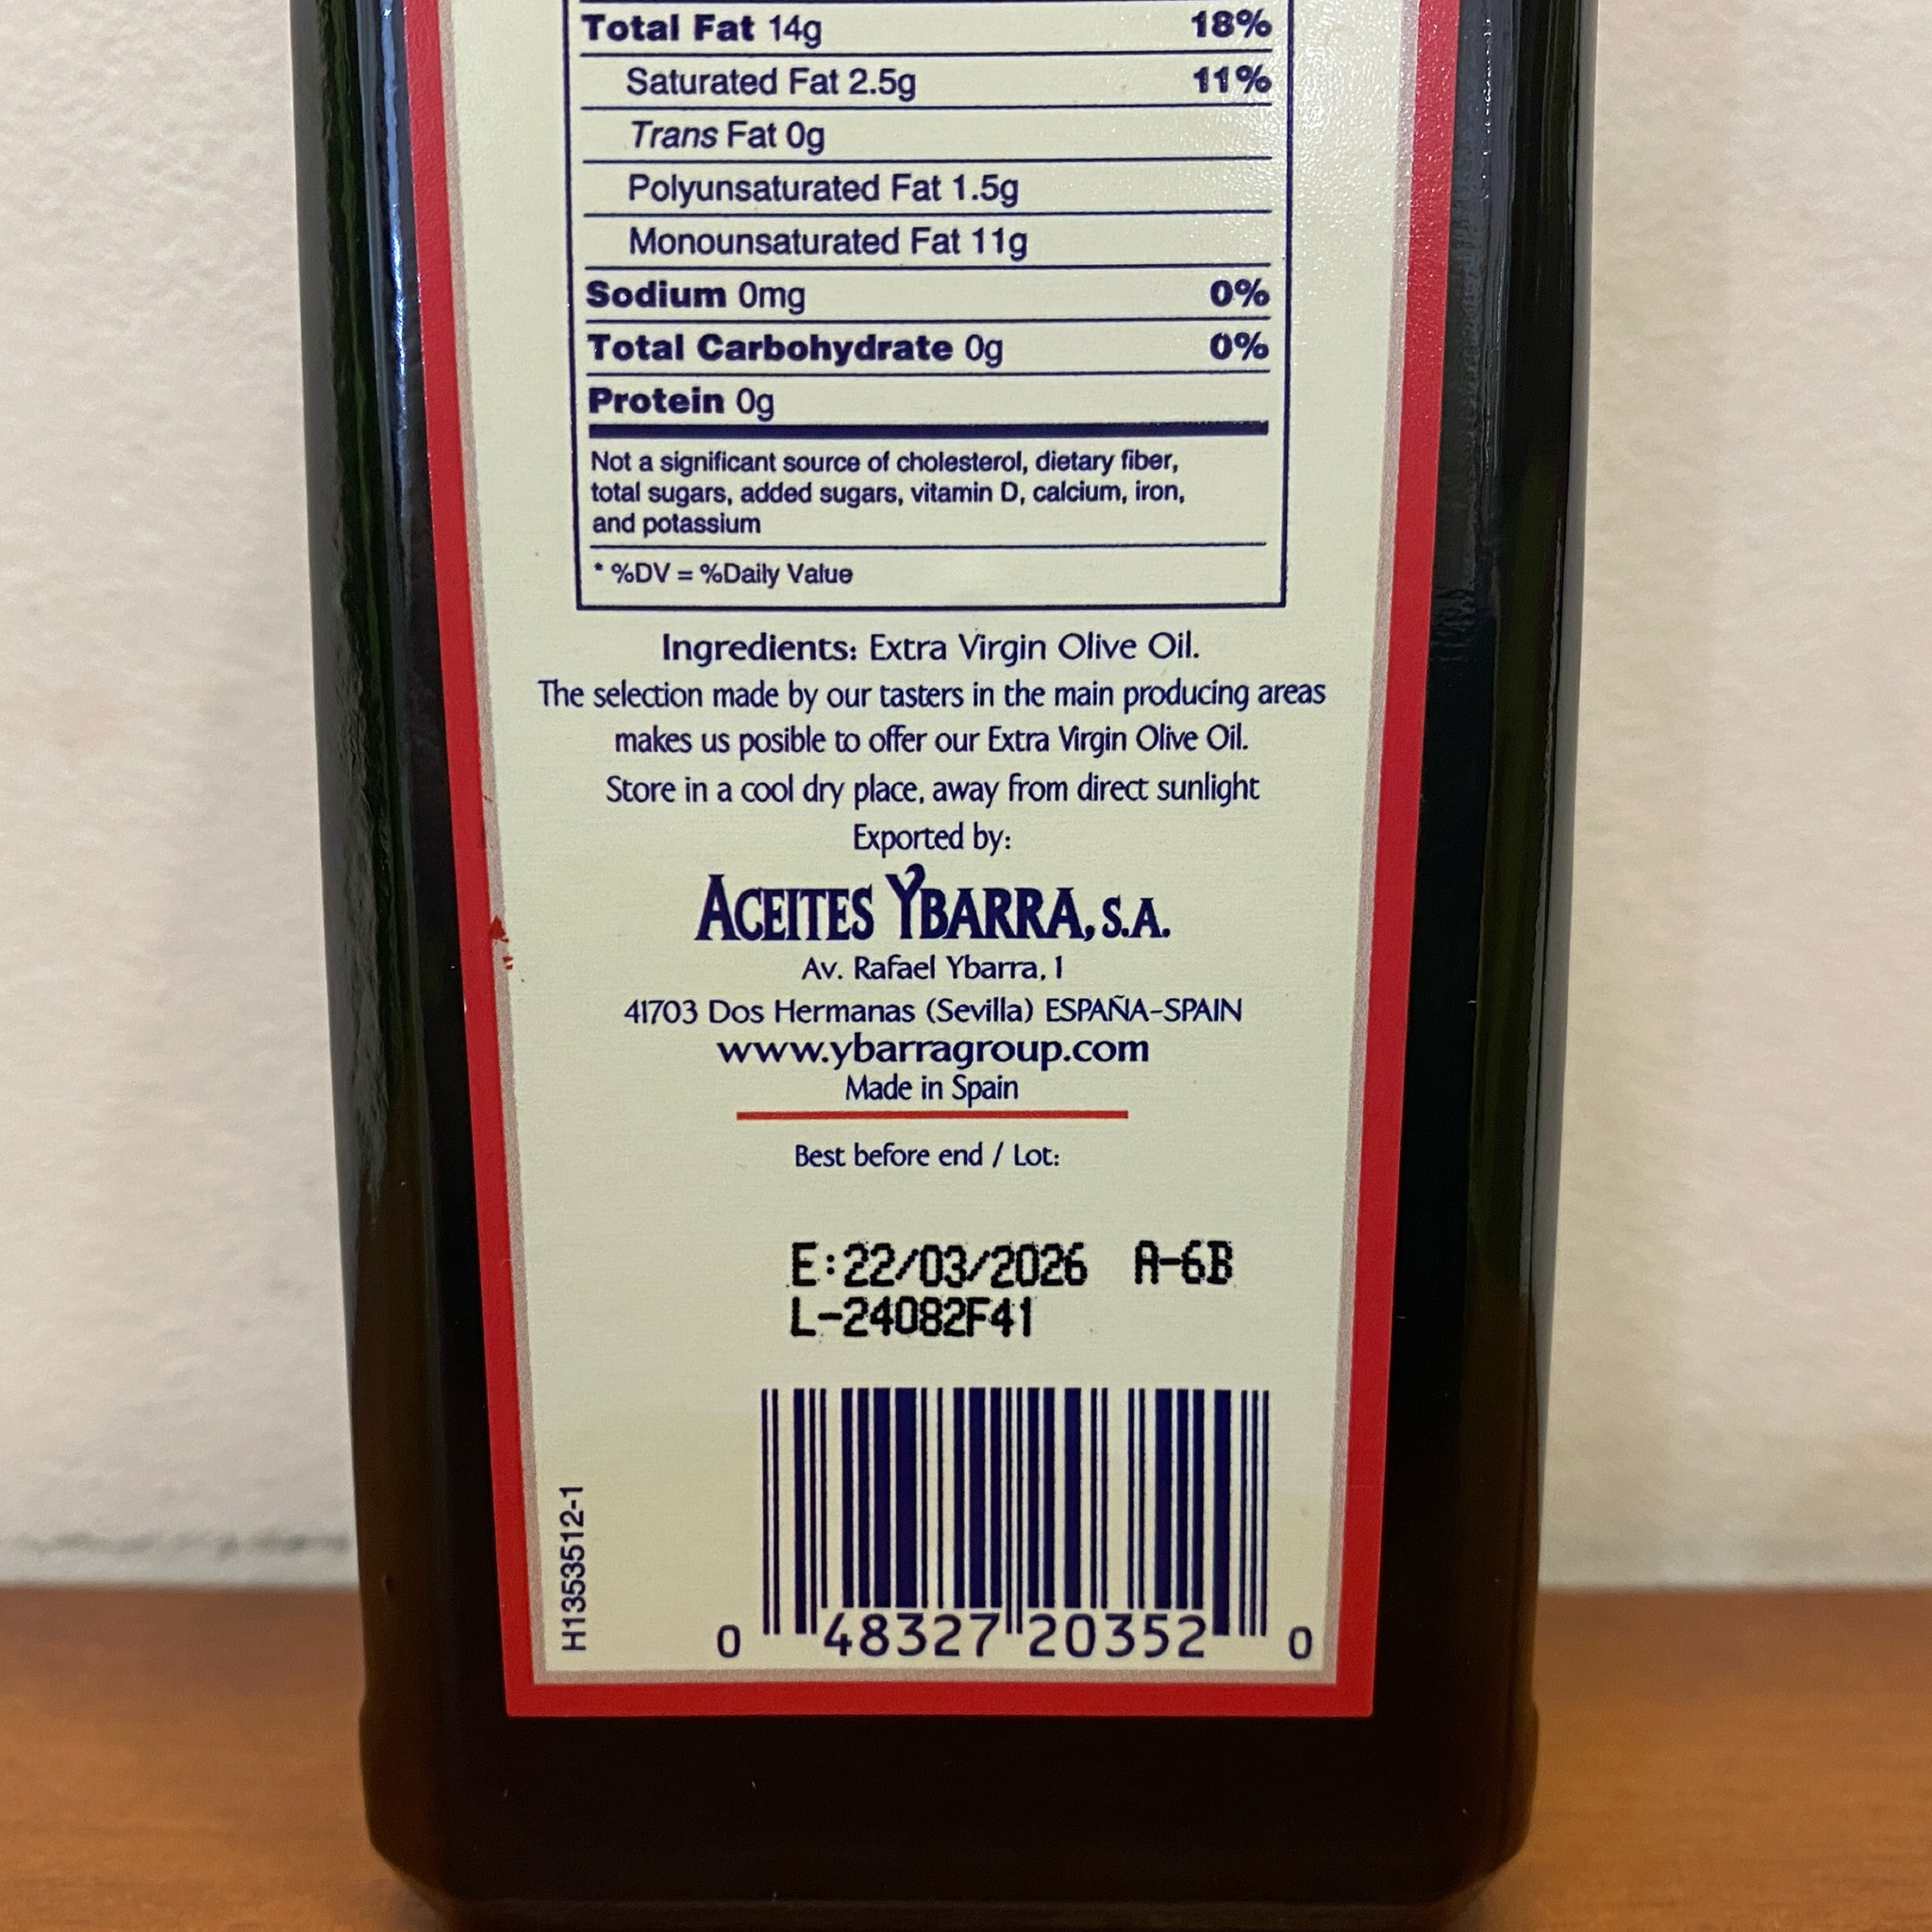 Total Fat 14g 18%
Saturated Fat 2.5g 11%
Trans Fat 0g
Polyunsaturated Fat 1.5g
Monounsaturated Fat 11g
Sodium 0mg 0%
Total Carbohydrate 0g 0%
Protein 0g
Not a significant source of cholesterol, dietary fiber,
total sugars, added sugars, vitamin D, calcium, iron,
and potassium
* %DV = %Daily Value
Ingredients: Extra Virgin Olive Oil.
The selection made by our tasters in the main producing areas
makes us posible to offer our Extra Virgin Olive Oil.
Store in a cool dry place, away from direct sunlight
Exported by:
ACEITES YBARRA, S.A.
Av. Rafael Ybarra, 1
41703 Dos Hermanas (Sevilla) ESPAÑA-SPAIN
www.ybarragroup.com
Made in Spain
Best before end / Lot:
E:22/03/2026 A-6B
L-24082F41
H1353512-1
0 48327 20352 0